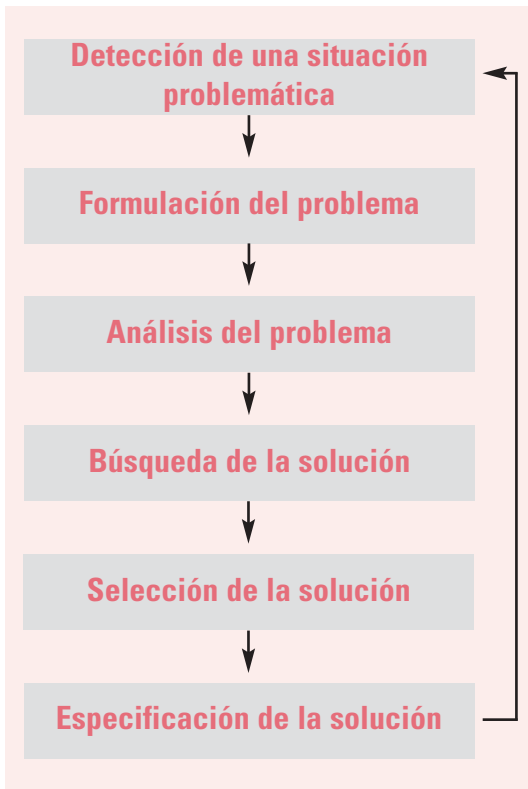 Detección de una situación
problemática
Formulación del problema
Análisis del problema
Búsqueda de la solución
Selección de la solución
Especificación de la solución